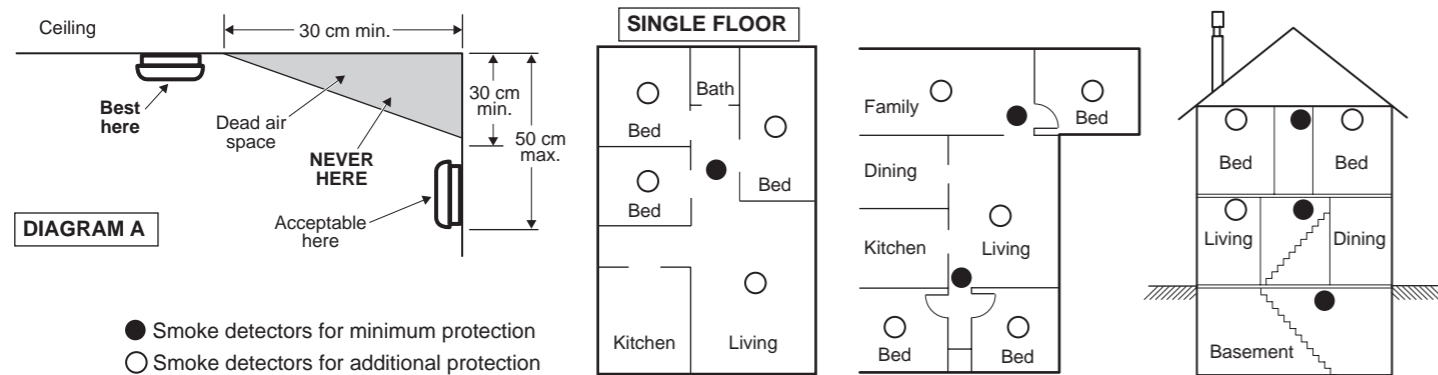 Ceiling
30 cm min.
Best
here
Dead air
space
NEVER
HERE
30 cm
min.
50 cm
max.
Acceptable
here
DIAGRAM A
Smoke detectors for minimum protection
Smoke detectors for additional protection
SINGLE FLOOR
Bed
Bath
Bed
Bed
Kitchen
Living
Family
Bed
Dining
Kitchen
Living
Bed
Bed
Bed
Bed
Living
Dining
Basement